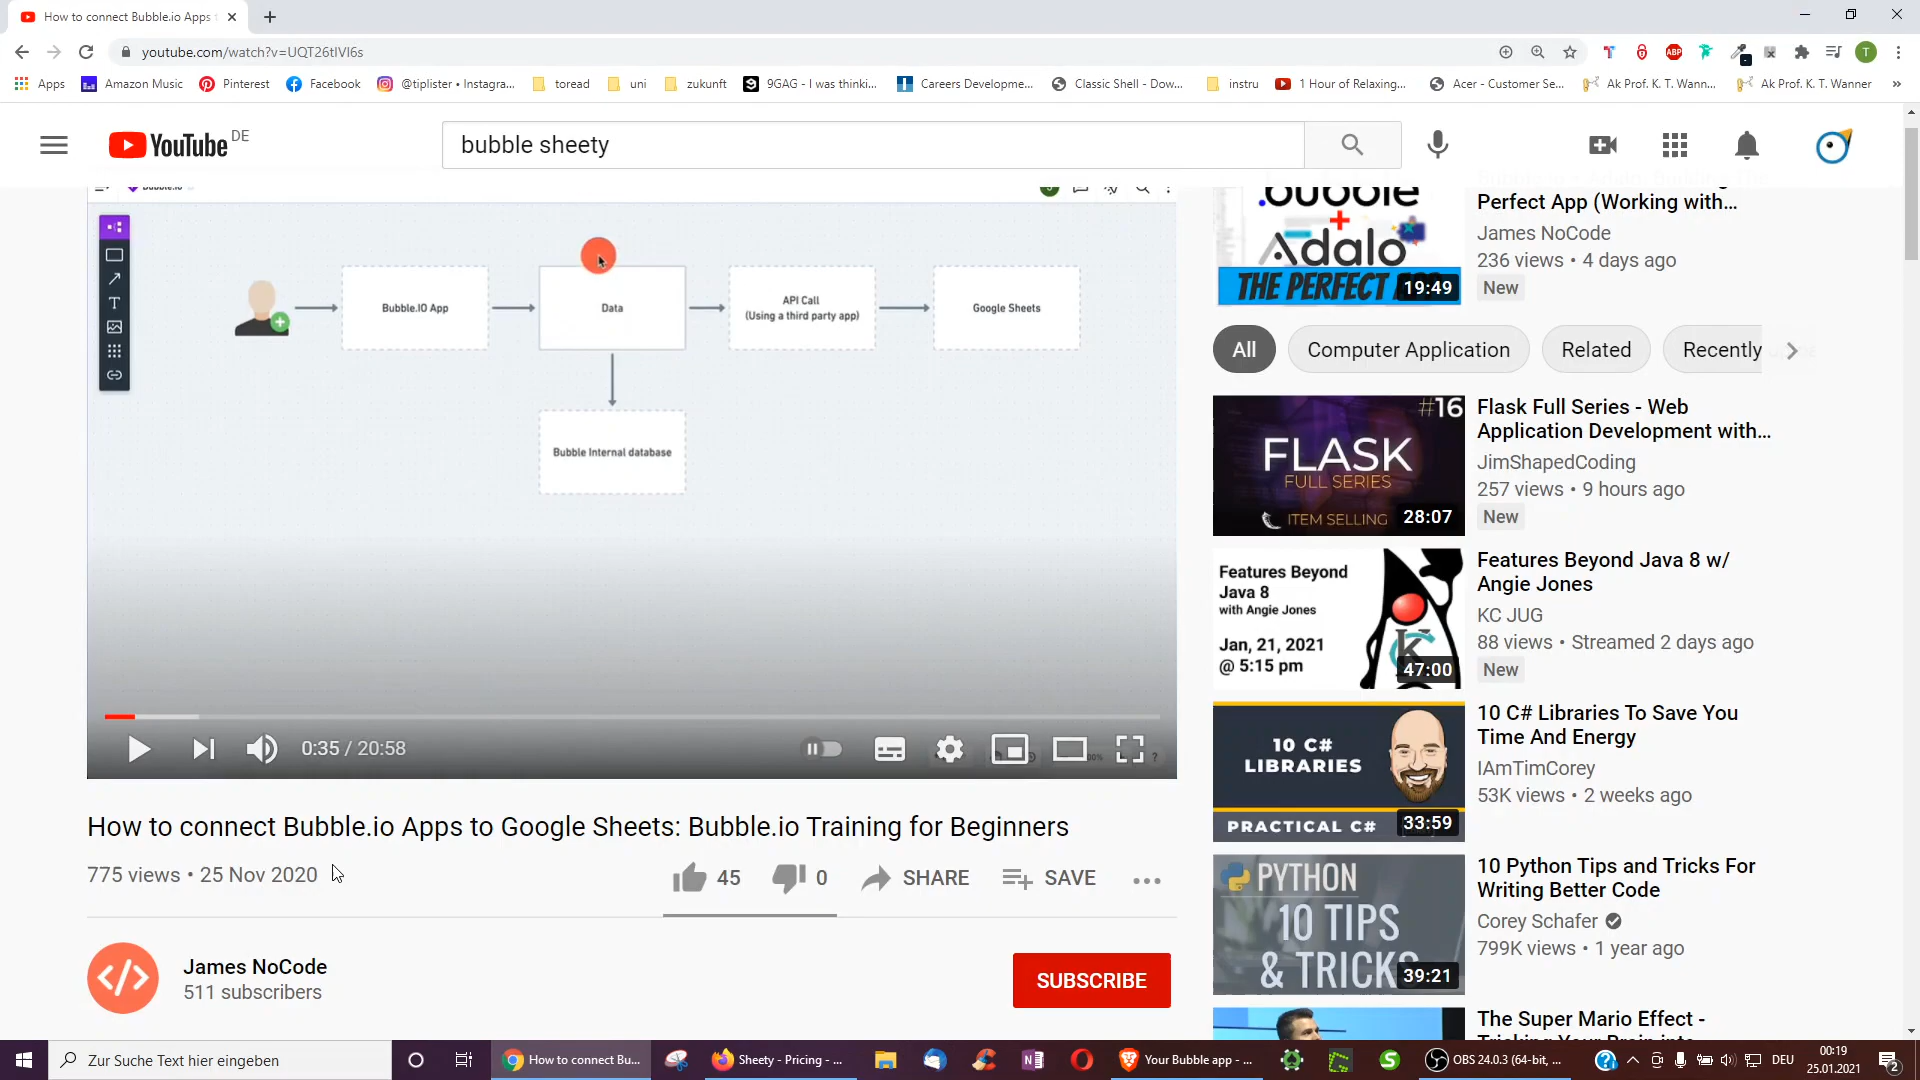 How to connect Bubble.io Apps
youtube.com/watch?v=UQT26tIVI6s
ABP
T
Apps
Amazon Music
Pinterest
Facebook
@tiplister • Instagra...
toread
uni
zukunft
9GAG - I was thinki...
Careers Developme...
Classic Shell - Dow...
instru
1 Hour of Relaxing...
Acer - Customer Se...
Ak Prof. K. T. Wann...
Ak Prof. K. T. Wanner
YouTube DE
bubble sheety
Bubble.IO App
Data
API Call
(Using a third party app)
Google Sheets
Bubble Internal database
0:35 / 20:58
How to connect Bubble.io Apps to Google Sheets: Bubble.io Training for Beginners
775 views • 25 Nov 2020
45
0
SHARE
SAVE
James NoCode
511 subscribers
SUBSCRIBE
.bubble
+
Adalo
THE PERFECT
19:49
Perfect App (Working with...
James NoCode
236 views • 4 days ago
New
All
Computer Application
Related
Recently
#16
FLASK
FULL SERIES
ITEM SELLING
28:07
Flask Full Series - Web
Application Development with...
JimShapedCoding
257 views • 9 hours ago
New
Features Beyond
Java 8
with Angie Jones
Jan, 21, 2021
@ 5:15 pm
47:00
Features Beyond Java 8 w/
Angie Jones
KC JUG
88 views • Streamed 2 days ago
New
10 C#
LIBRARIES
PRACTICAL C#
33:59
10 C# Libraries To Save You
Time And Energy
IAmTimCorey
53K views • 2 weeks ago
PYTHON
10 TIPS
& TRICKS
39:21
10 Python Tips and Tricks For
Writing Better Code
Corey Schafer
799K views • 1 year ago
The Super Mario Effect -
Zur Suche Text hier eingeben
How to connect Bu...
Sheety - Pricing - ...
Your Bubble app - ...
OBS 24.0.3 (64-bit, ...
DEU
00:19
25.01.2021
2